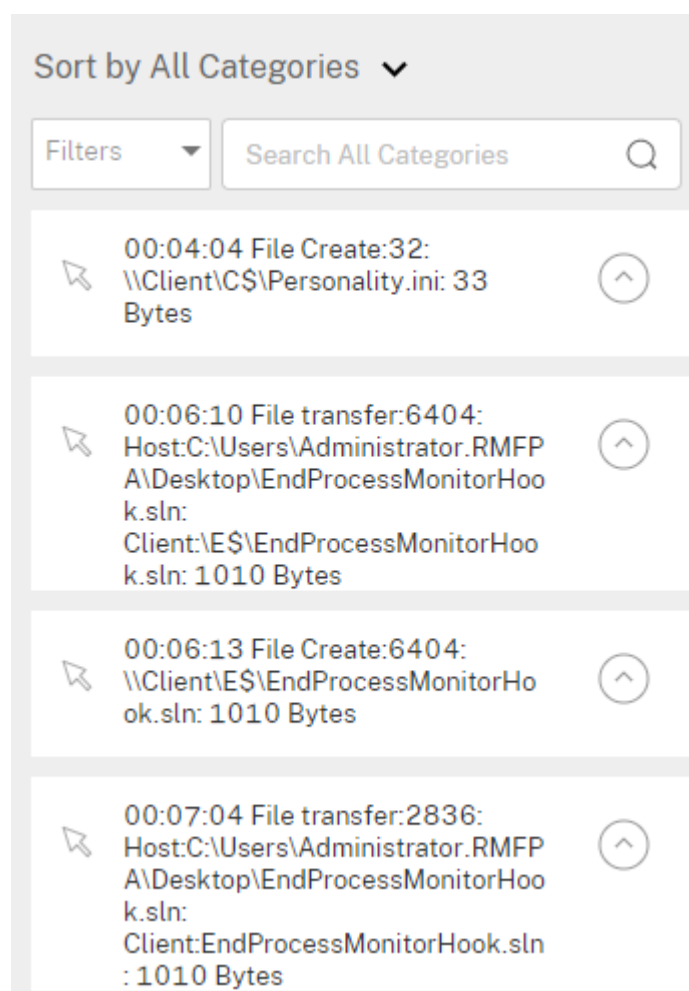 Sort by All Categories
Filters
Search All Categories
00:04:04 File Create:32:
\\Client\C$\Personality.ini: 33
Bytes
00:06:10 File transfer:6404:
Host:C:\Users\Administrator.RMFP
A\Desktop\EndProcessMonitorHoo
k.sln:
Client:\E$\EndProcessMonitorHoo
k.sln: 1010 Bytes
00:06:13 File Create:6404:
\\Client\E$\EndProcessMonitorHo
ok.sln: 1010 Bytes
00:07:04 File transfer:2836:
Host:C:\Users\Administrator.RMFP
A\Desktop\EndProcessMonitorHoo
k.sln:
Client:EndProcessMonitorHook.sln
: 1010 Bytes